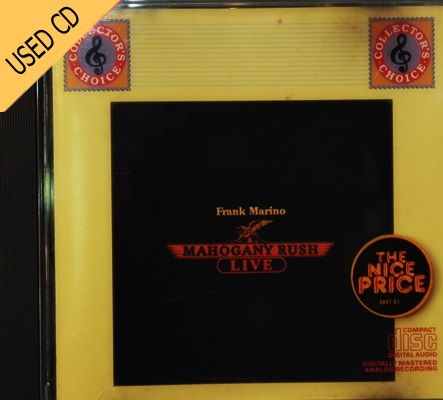 USED CD
COLLECTOR'S
CHOICE
COLLECTOR'S
CHOICE
Frank Marino
MAHOGANY RUSH
LIVE
THE
NICE
PRICE
COMPACT
disc
DIGITAL AUDIO
DIGITALLY MASTERED
ANALOG RECORDING